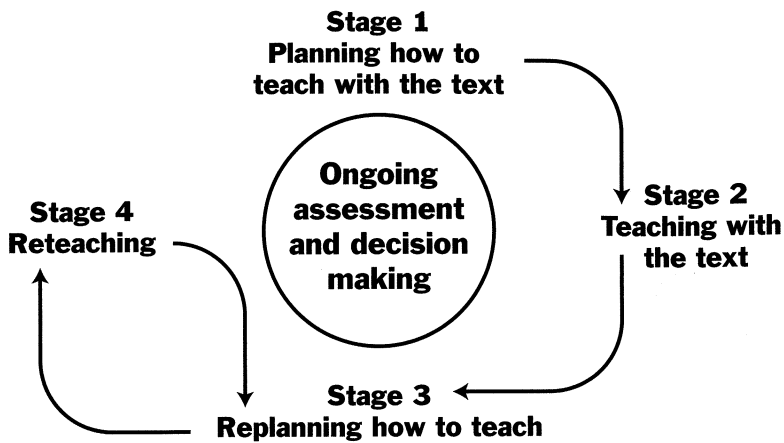 Stage 1
Planning how to
teach with the text
Ongoing
assessment
and decision
making
Stage 2
Teaching with
the text
Stage 3
Replanning how to teach
Stage 4
Reteaching